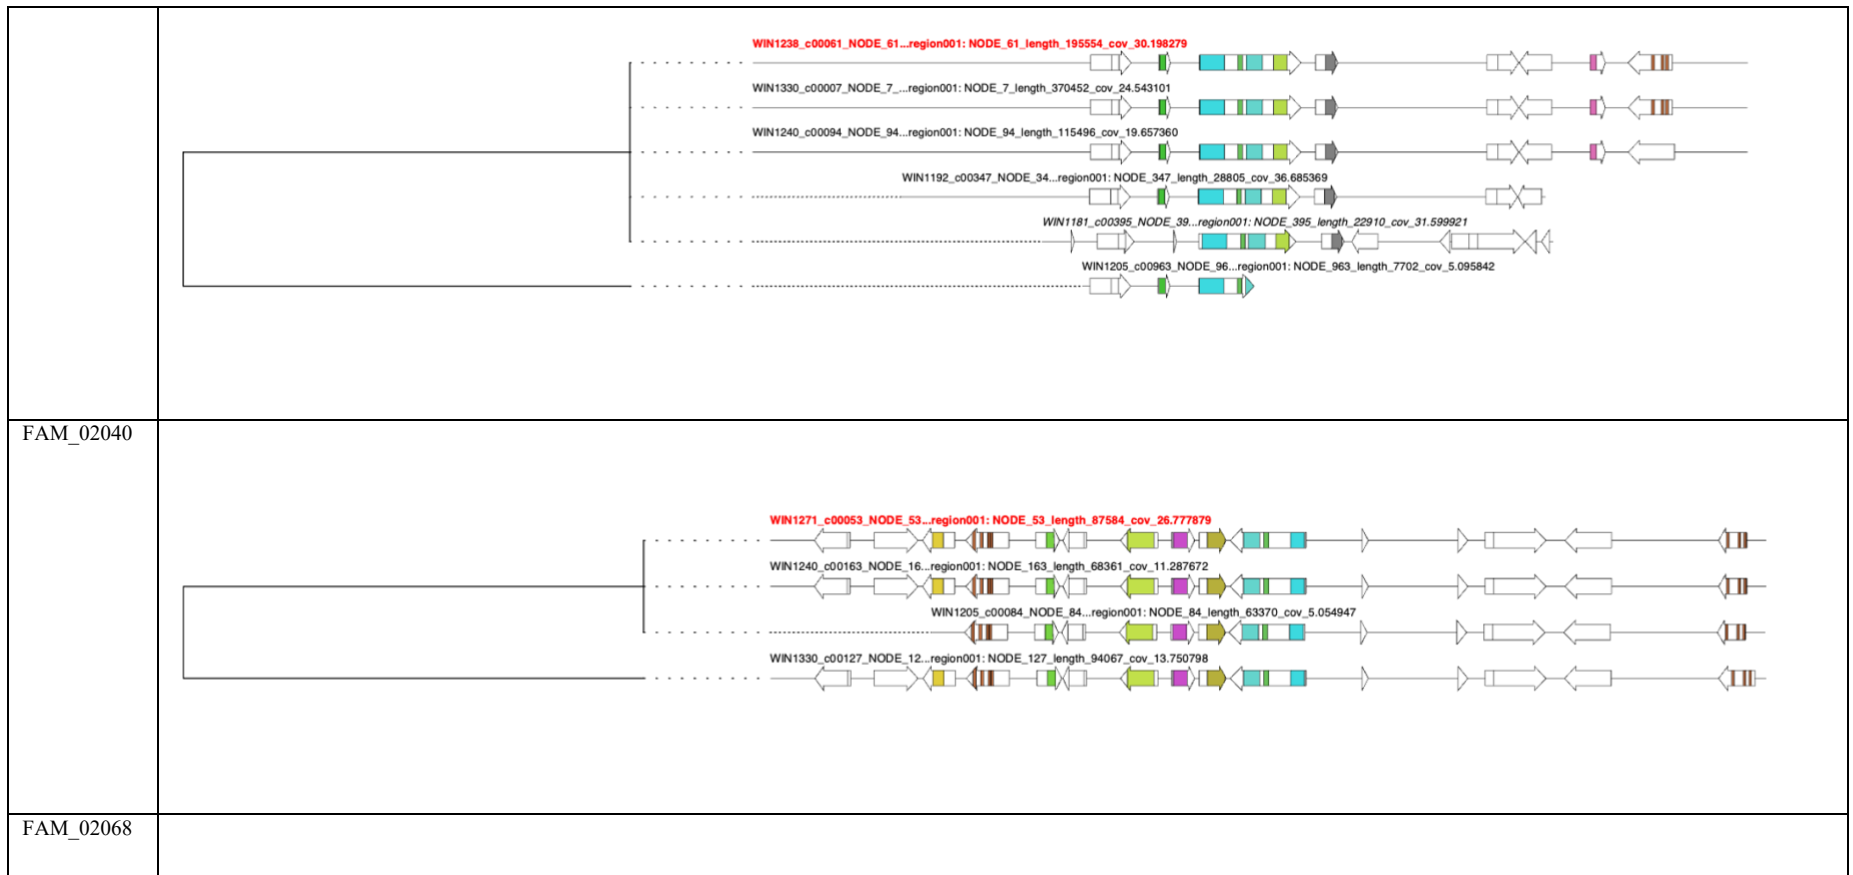 WIN1238_c00061_NODE_61...region001: NODE_61_length_195554_cov_30.198279
WIN1330_c00007_NODE_7_...region001: NODE_7_length_370452_cov_24.543101
WIN1240_c00094_NODE_94...region001: NODE_94_length_115496_cov_19.657360
WIN1192_c00347_NODE_34...region001: NODE_347_length_28805_cov_36.685369
WIN1181_c00395_NODE_39...region001: NODE_395_length_22910_cov_31.599921
WIN1205_c00963_NODE_96...region001: NODE_963_length_7702_cov_5.095842
FAM_02040
WIN1271_c00053_NODE_53...region001: NODE_53_length_87584_cov_26.777879
WIN1240_c00163_NODE_16...region001: NODE_163_length_68361_cov_11.287672
WIN1205_c00084_NODE_84...region001: NODE_84_length_63370_cov_5.054947
WIN1330_c00127_NODE_12...region001: NODE_127_length_94067_cov_13.750798
FAM_02068